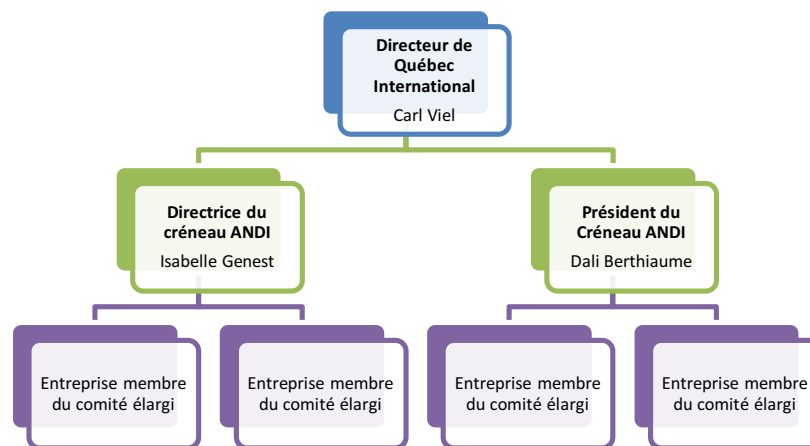 Directeur de
Québec
International
Carl Viel
Directrice du
créneau ANDI
Isabelle Genest
Président du
Créneau ANDI
Dali Berthiaume
Entreprise membre
du comité élargi
Entreprise membre
du comité élargi
Entreprise membre
du comité élargi
Entreprise membre
du comité élargi